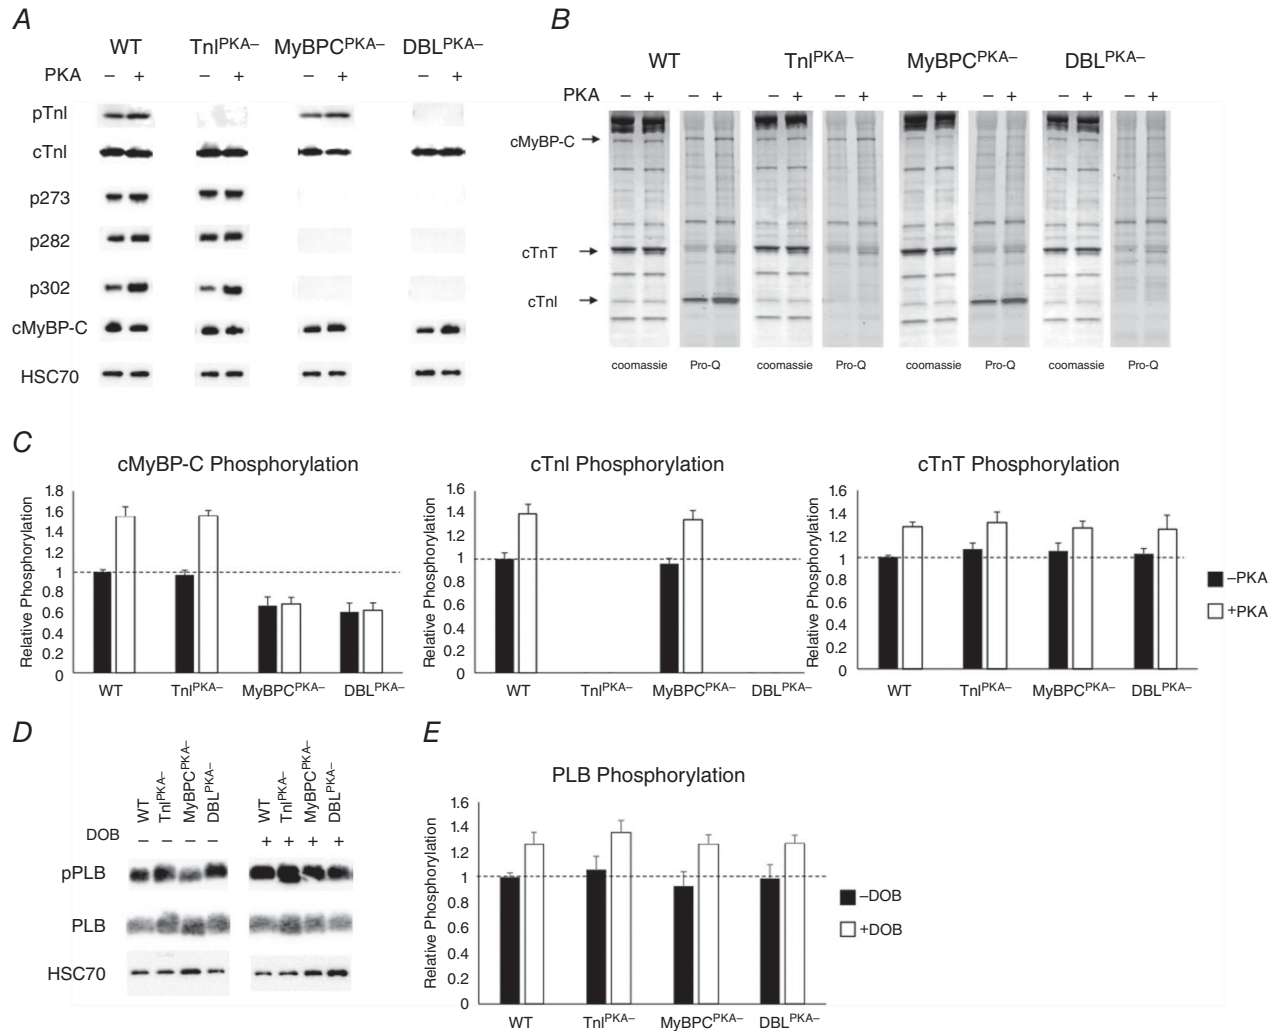 A
WT TnI^PKA– MyBPC^PKA– DBL^PKA–
PKA – + – + – + – +
pTnI
cTnI
p273
p282
p302
cMyBP-C
HSC70
B
WT TnI^PKA– MyBPC^PKA– DBL^PKA–
PKA – + – + – + – + – + – + – + – +
cMyBP-C
cTnT
cTnI
coomassie Pro-Q coomassie Pro-Q coomassie Pro-Q coomassie Pro-Q
C
cMyBP-C Phosphorylation
Relative Phosphorylation
1.8
1.6
1.4
1.2
1
0.8
0.6
0.4
0.2
0
WT TnI^PKA– MyBPC^PKA– DBL^PKA–
cTnI Phosphorylation
Relative Phosphorylation
1.6
1.4
1.2
1
0.8
0.6
0.4
0.2
0
WT TnI^PKA– MyBPC^PKA– DBL^PKA–
cTnT Phosphorylation
Relative Phosphorylation
1.6
1.4
1.2
1
0.8
0.6
0.4
0.2
0
WT TnI^PKA– MyBPC^PKA– DBL^PKA–
–PKA
+PKA
D
WT TnI^PKA– MyBPC^PKA– DBL^PKA– WT TnI^PKA– MyBPC^PKA– DBL^PKA–
DOB – – – – + + + +
pPLB
PLB
HSC70
E
PLB Phosphorylation
Relative Phosphorylation
1.6
1.4
1.2
1
0.8
0.6
0.4
0.2
0
WT TnI^PKA– MyBPC^PKA– DBL^PKA–
–DOB
+DOB